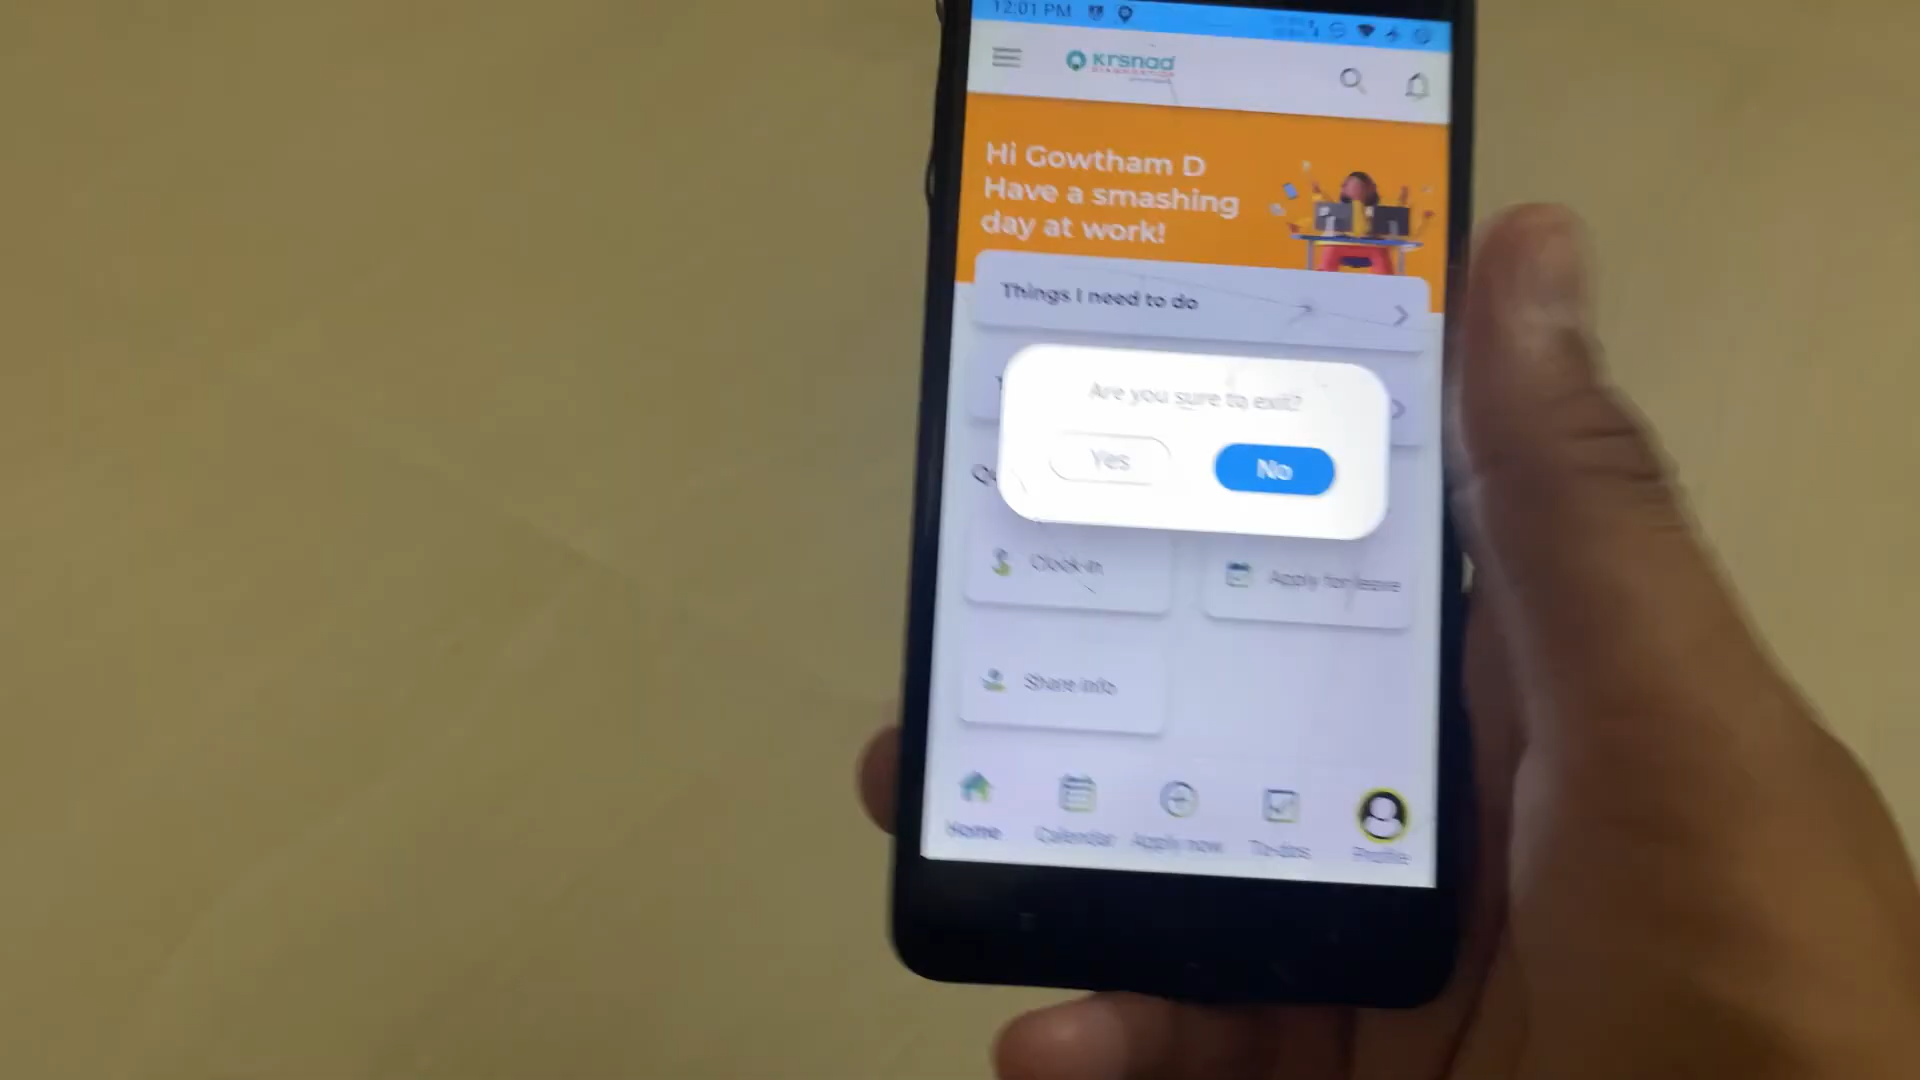 12:01 PM
Krsnaa
DIAGNOSTICS
Hi Gowtham D
Have a smashing
day at work!
Things I need to do
Are you sure to exit?
Yes
No
Clock-in
Apply for leave
Share info
Home
Calendar
Apply now
To-dos
Profile